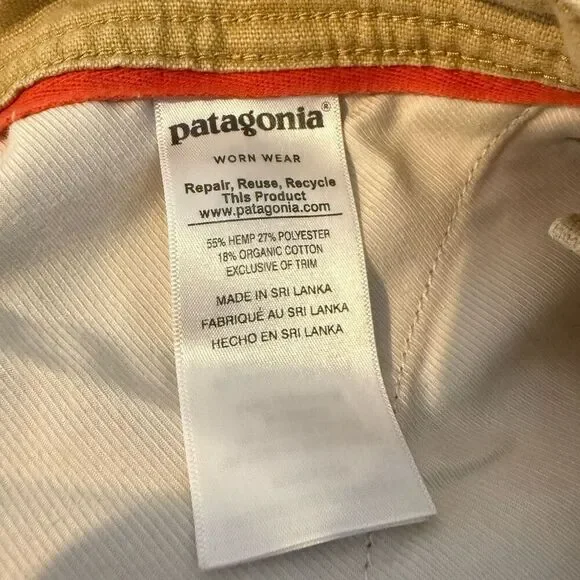 patagonia®
WORN WEAR
Repair, Reuse, Recycle
This Product
www.patagonia.com
55% HEMP 27% POLYESTER
18% ORGANIC COTTON
EXCLUSIVE OF TRIM
MADE IN SRI LANKA
FABRIQUÉ AU SRI LANKA
HECHO EN SRI LANKA